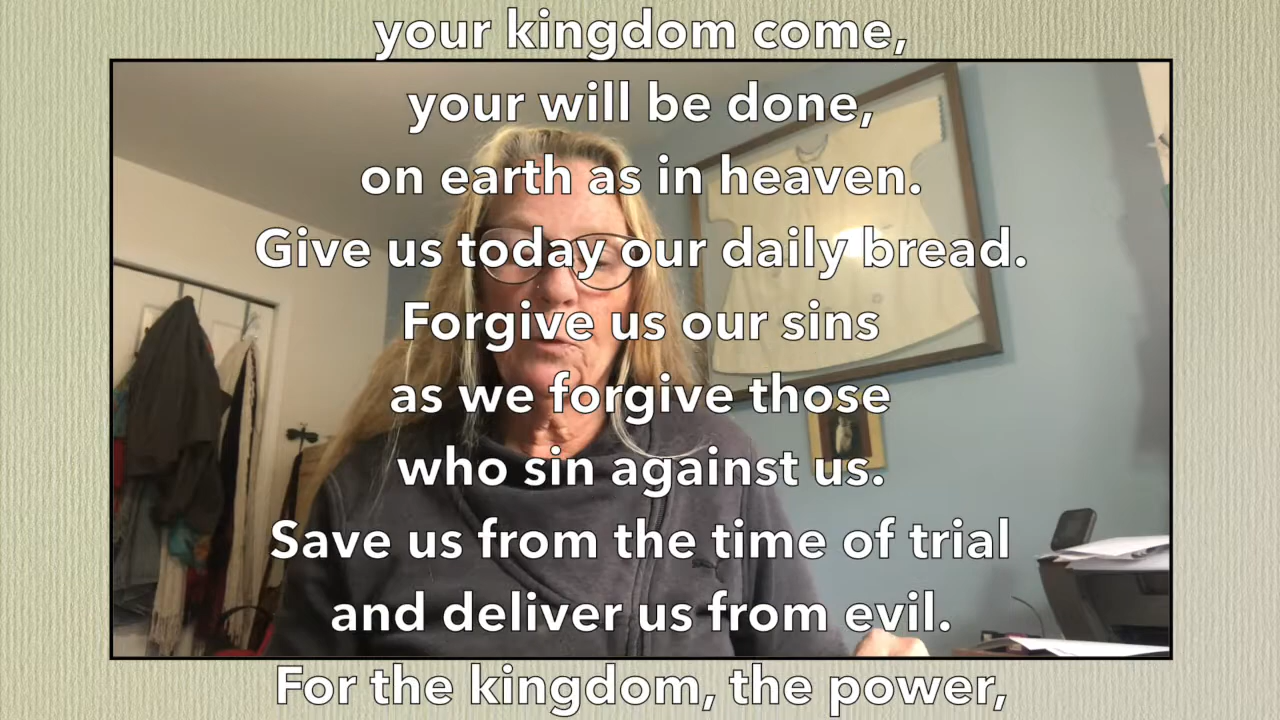 your kingdom come,
your will be done,
on earth as in heaven.
Give us today our daily bread.
Forgive us our sins
as we forgive those
who sin against us.
Save us from the time of trial
and deliver us from evil.
For the kingdom, the power,